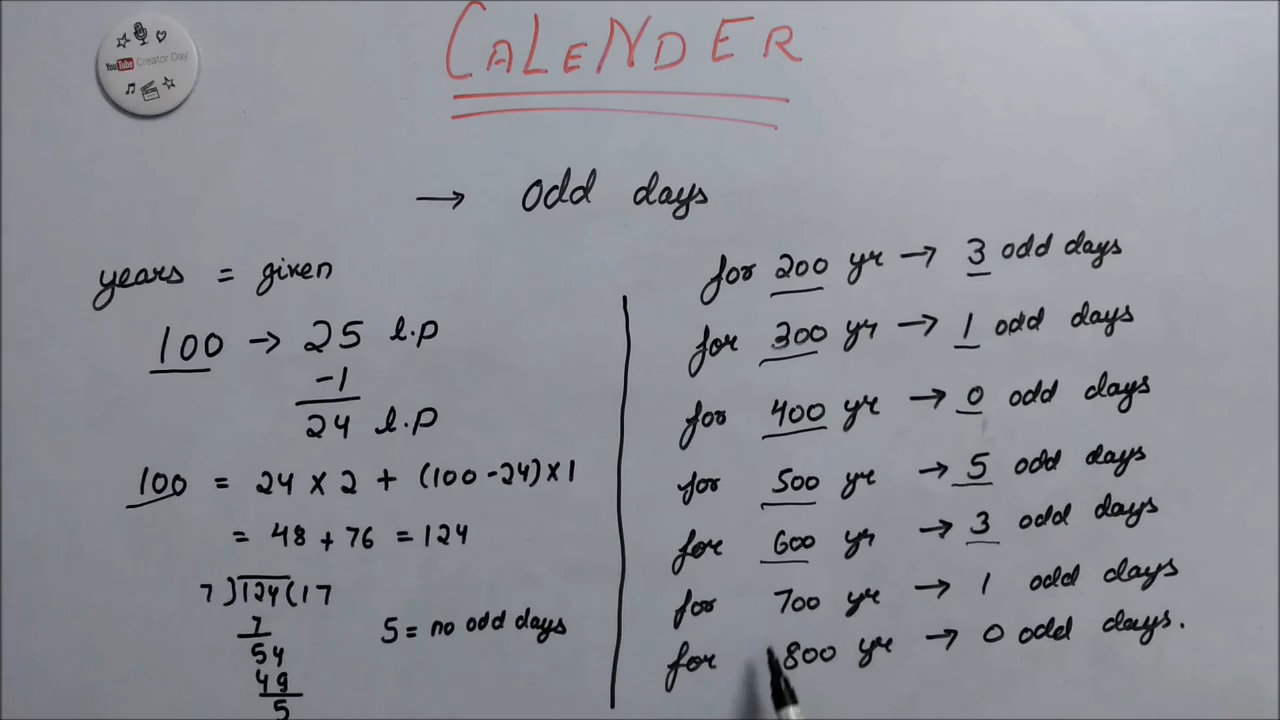 YouTube Creator Day
CALENDER
→ Odd days
years = given
100 → 25 l.p
-1
24 l.p
100 = 24 x 2 + (100-24)x1
= 48 + 76 = 124
7)124(17
7
54
49
5
5 = no odd days
for 200 yr → 3 odd days
for 300 yr → 1 odd days
for 400 yr → 0 odd days
for 500 yr → 5 odd days
for 600 yr → 3 odd days
for 700 yr → 1 odd days
for 800 yr → 0 odd days.